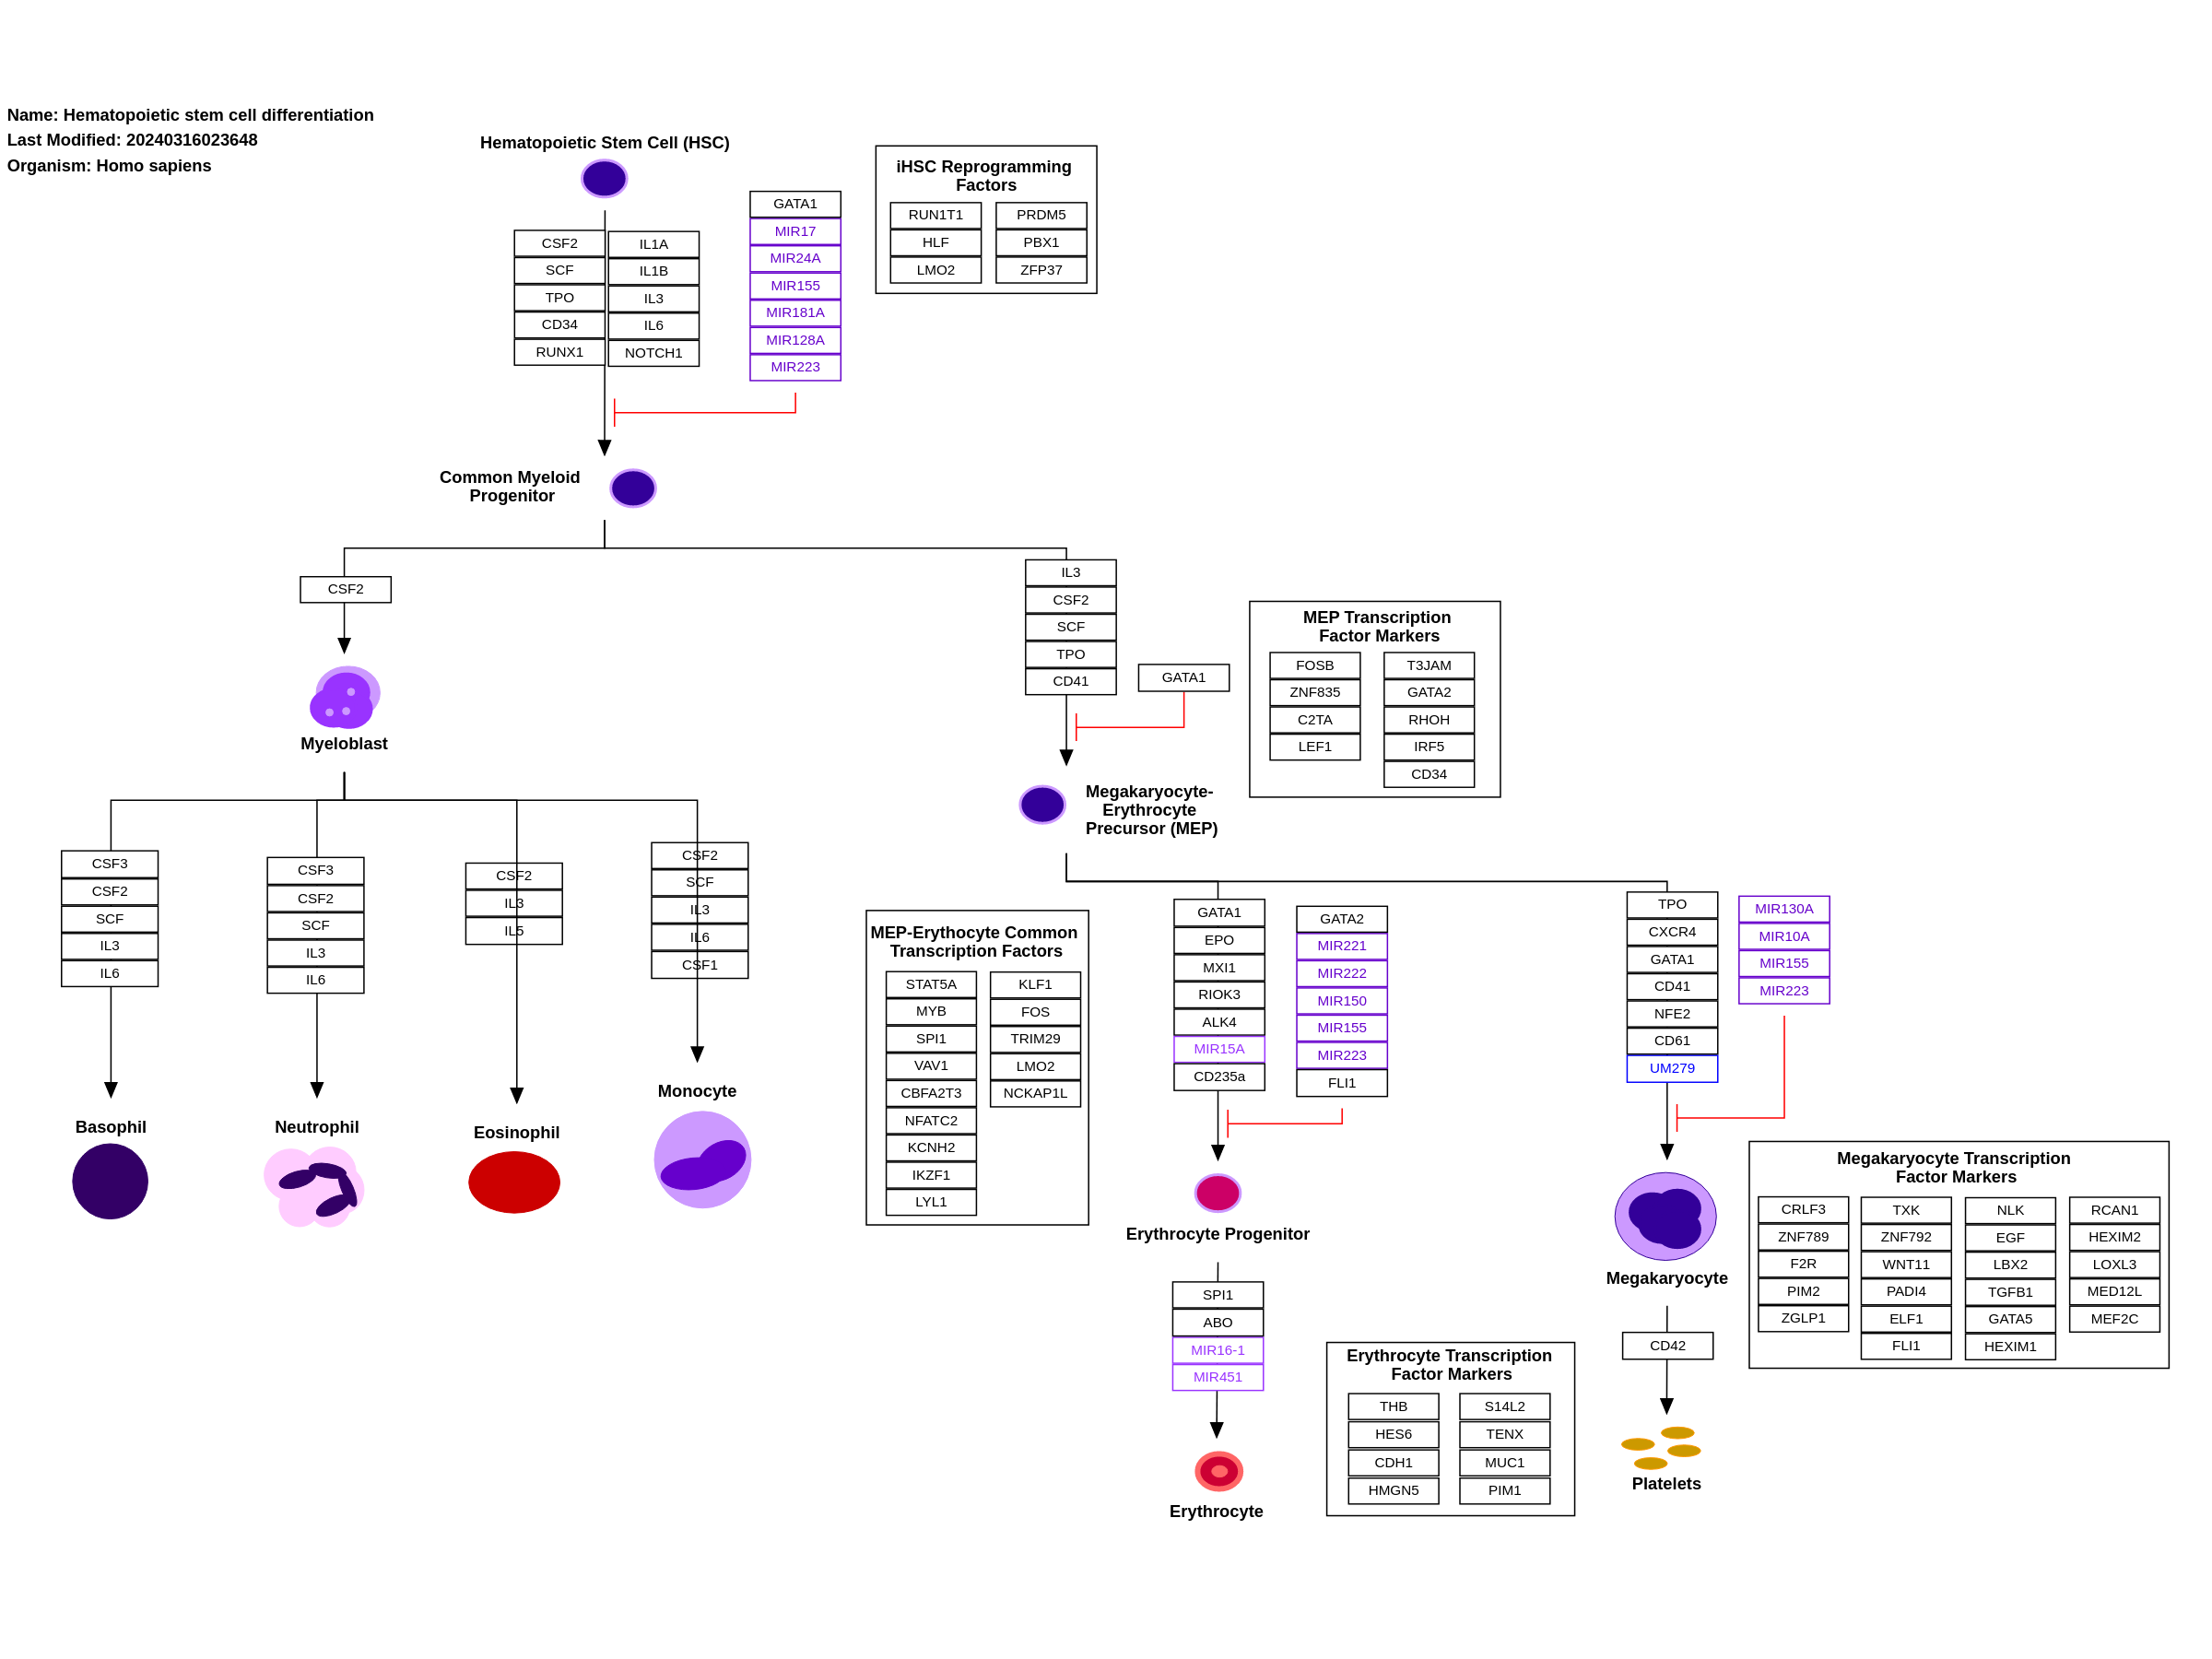 Name: Hematopoietic stem cell differentiation
Last Modified: 20240316023648
Organism: Homo sapiens
Hematopoietic Stem Cell (HSC)
CSF2
SCF
TPO
CD34
RUNX1
IL1A
IL1B
IL3
IL6
NOTCH1
GATA1
MIR17
MIR24A
MIR155
MIR181A
MIR128A
MIR223
iHSC Reprogramming
Factors
RUN1T1
HLF
LMO2
PRDM5
PBX1
ZFP37
Common Myeloid
Progenitor
CSF2
Myeloblast
IL3
CSF2
SCF
TPO
CD41
GATA1
MEP Transcription
Factor Markers
FOSB
ZNF835
C2TA
LEF1
T3JAM
GATA2
RHOH
IRF5
CD34
Megakaryocyte-
Erythrocyte
Precursor (MEP)
CSF3
CSF2
SCF
IL3
IL6
Basophil
CSF3
CSF2
SCF
IL3
IL6
Neutrophil
CSF2
IL3
IL5
Eosinophil
CSF2
SCF
IL3
IL6
CSF1
Monocyte
MEP-Erythocyte Common
Transcription Factors
STAT5A
MYB
SPI1
VAV1
CBFA2T3
NFATC2
KCNH2
IKZF1
LYL1
KLF1
FOS
TRIM29
LMO2
NCKAP1L
GATA1
EPO
MXI1
RIOK3
ALK4
MIR15A
CD235a
GATA2
MIR221
MIR222
MIR150
MIR155
MIR223
FLI1
Erythrocyte Progenitor
SPI1
ABO
MIR16-1
MIR451
Erythrocyte
Erythrocyte Transcription
Factor Markers
THB
HES6
CDH1
HMGN5
S14L2
TENX
MUC1
PIM1
TPO
CXCR4
GATA1
CD41
NFE2
CD61
UM279
MIR130A
MIR10A
MIR155
MIR223
Megakaryocyte
CD42
Platelets
Megakaryocyte Transcription
Factor Markers
CRLF3
ZNF789
F2R
PIM2
ZGLP1
TXK
ZNF792
WNT11
PADI4
ELF1
FLI1
NLK
EGF
LBX2
TGFB1
GATA5
HEXIM1
RCAN1
HEXIM2
LOXL3
MED12L
MEF2C